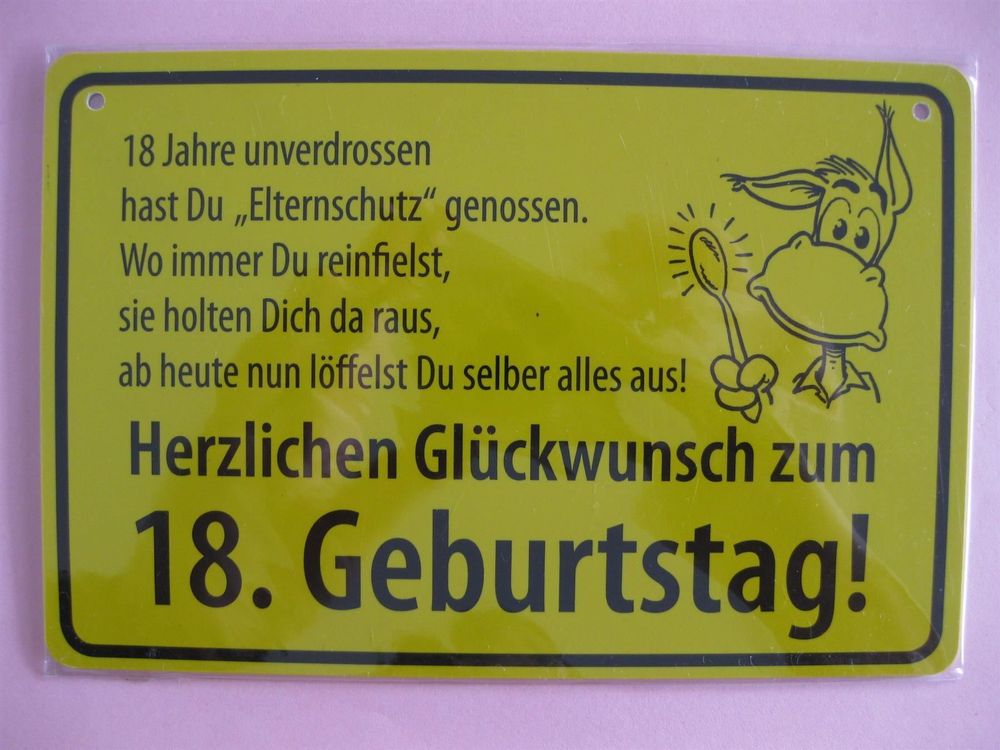 18 Jahre unverdrossen
hast Du „Elternschutz“ genossen.
Wo immer Du reinfielst,
sie holten Dich da raus,
ab heute nun löffelst Du selber alles aus!
Herzlichen Glückwunsch zum
18. Geburtstag!